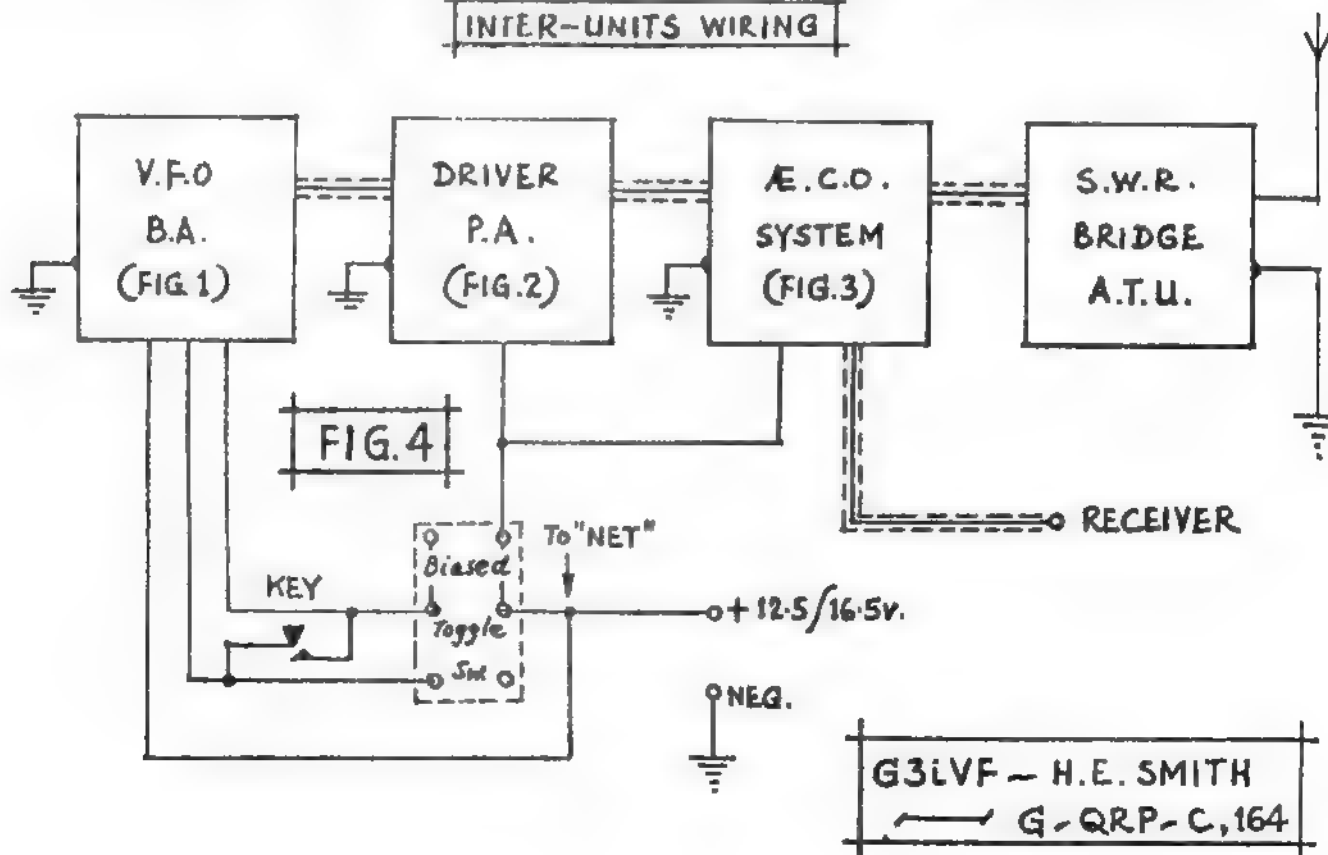 INTER-UNITS WIRING
V.F.O
B.A.
(FIG.1)
DRIVER
P.A.
(FIG.2)
Æ.C.O.
SYSTEM
(FIG.3)
S.W.R.
BRIDGE
A.T.U.
FIG.4
RECEIVER
To "NET"
Biased
KEY
Toggle
SW
+ 12.5/16.5v.
NEG.
G3iVF ~ H.E. SMITH
G-QRP-C, 164